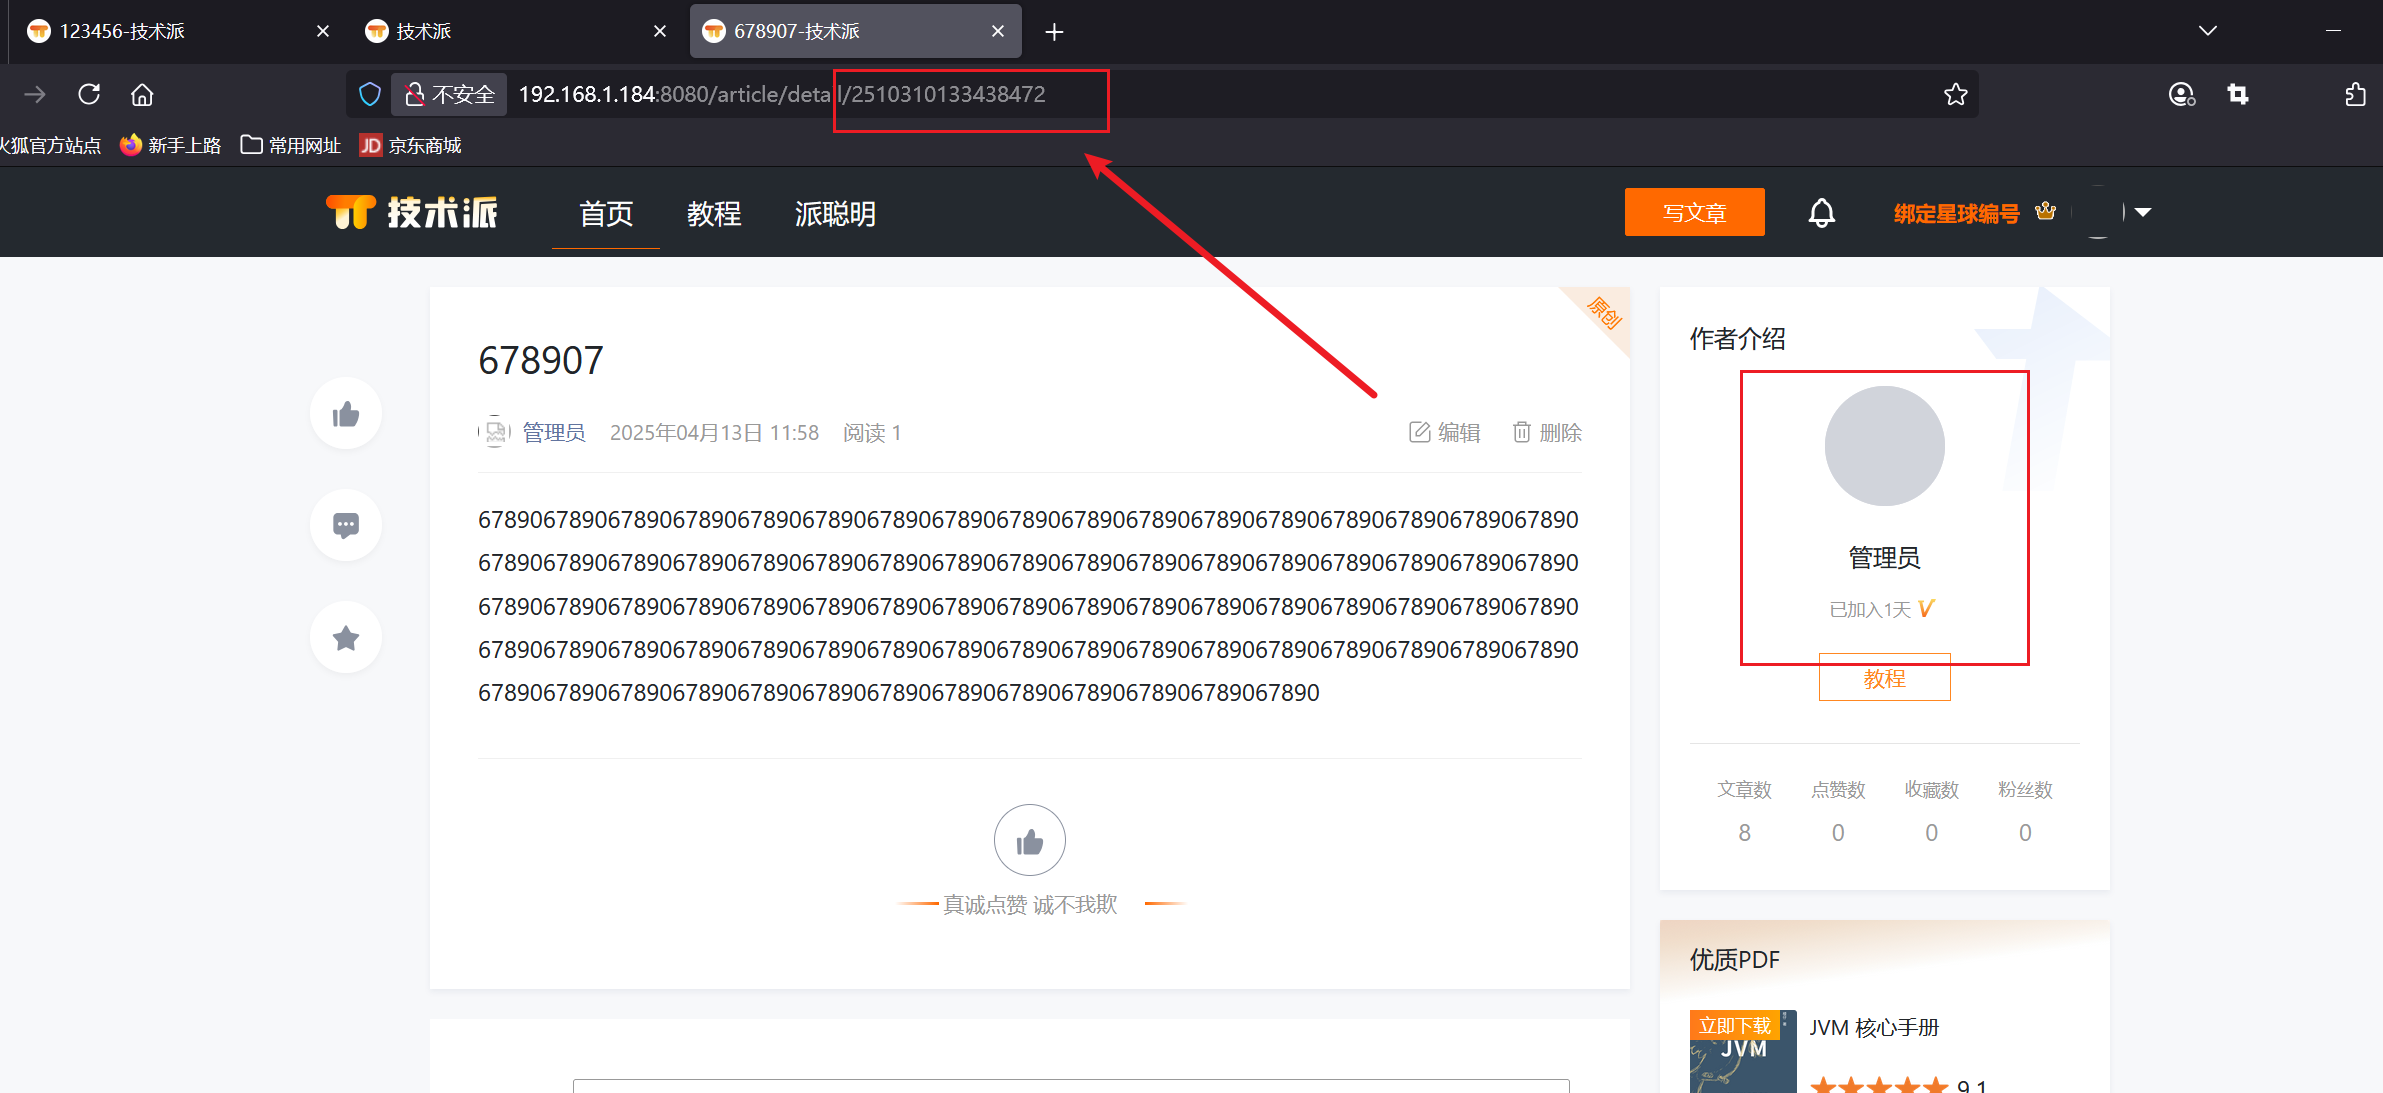 123456-技术派
技术派
678907-技术派
不安全
192.168.1.184:8080/article/detail/2510310133438472
火狐官方站点
新手上路
常用网址
JD 京东商城
技术派
首页
教程
派聪明
写文章
绑定星球编号
原创
678907
管理员 2025年04月13日 11:58 阅读 1
编辑
删除
6789067890678906789067890678906789067890678906789067890678906789067890678906789067890
6789067890678906789067890678906789067890678906789067890678906789067890678906789067890
6789067890678906789067890678906789067890678906789067890678906789067890678906789067890
6789067890678906789067890678906789067890678906789067890678906789067890678906789067890
67890678906789067890678906789067890678906789067890678906789067890
真诚点赞 诚不我欺
作者介绍
管理员
已加入1天
教程
文章数 点赞数 收藏数 粉丝数
8 0 0 0
优质PDF
立即下载
JVM
JVM 核心手册
9.1